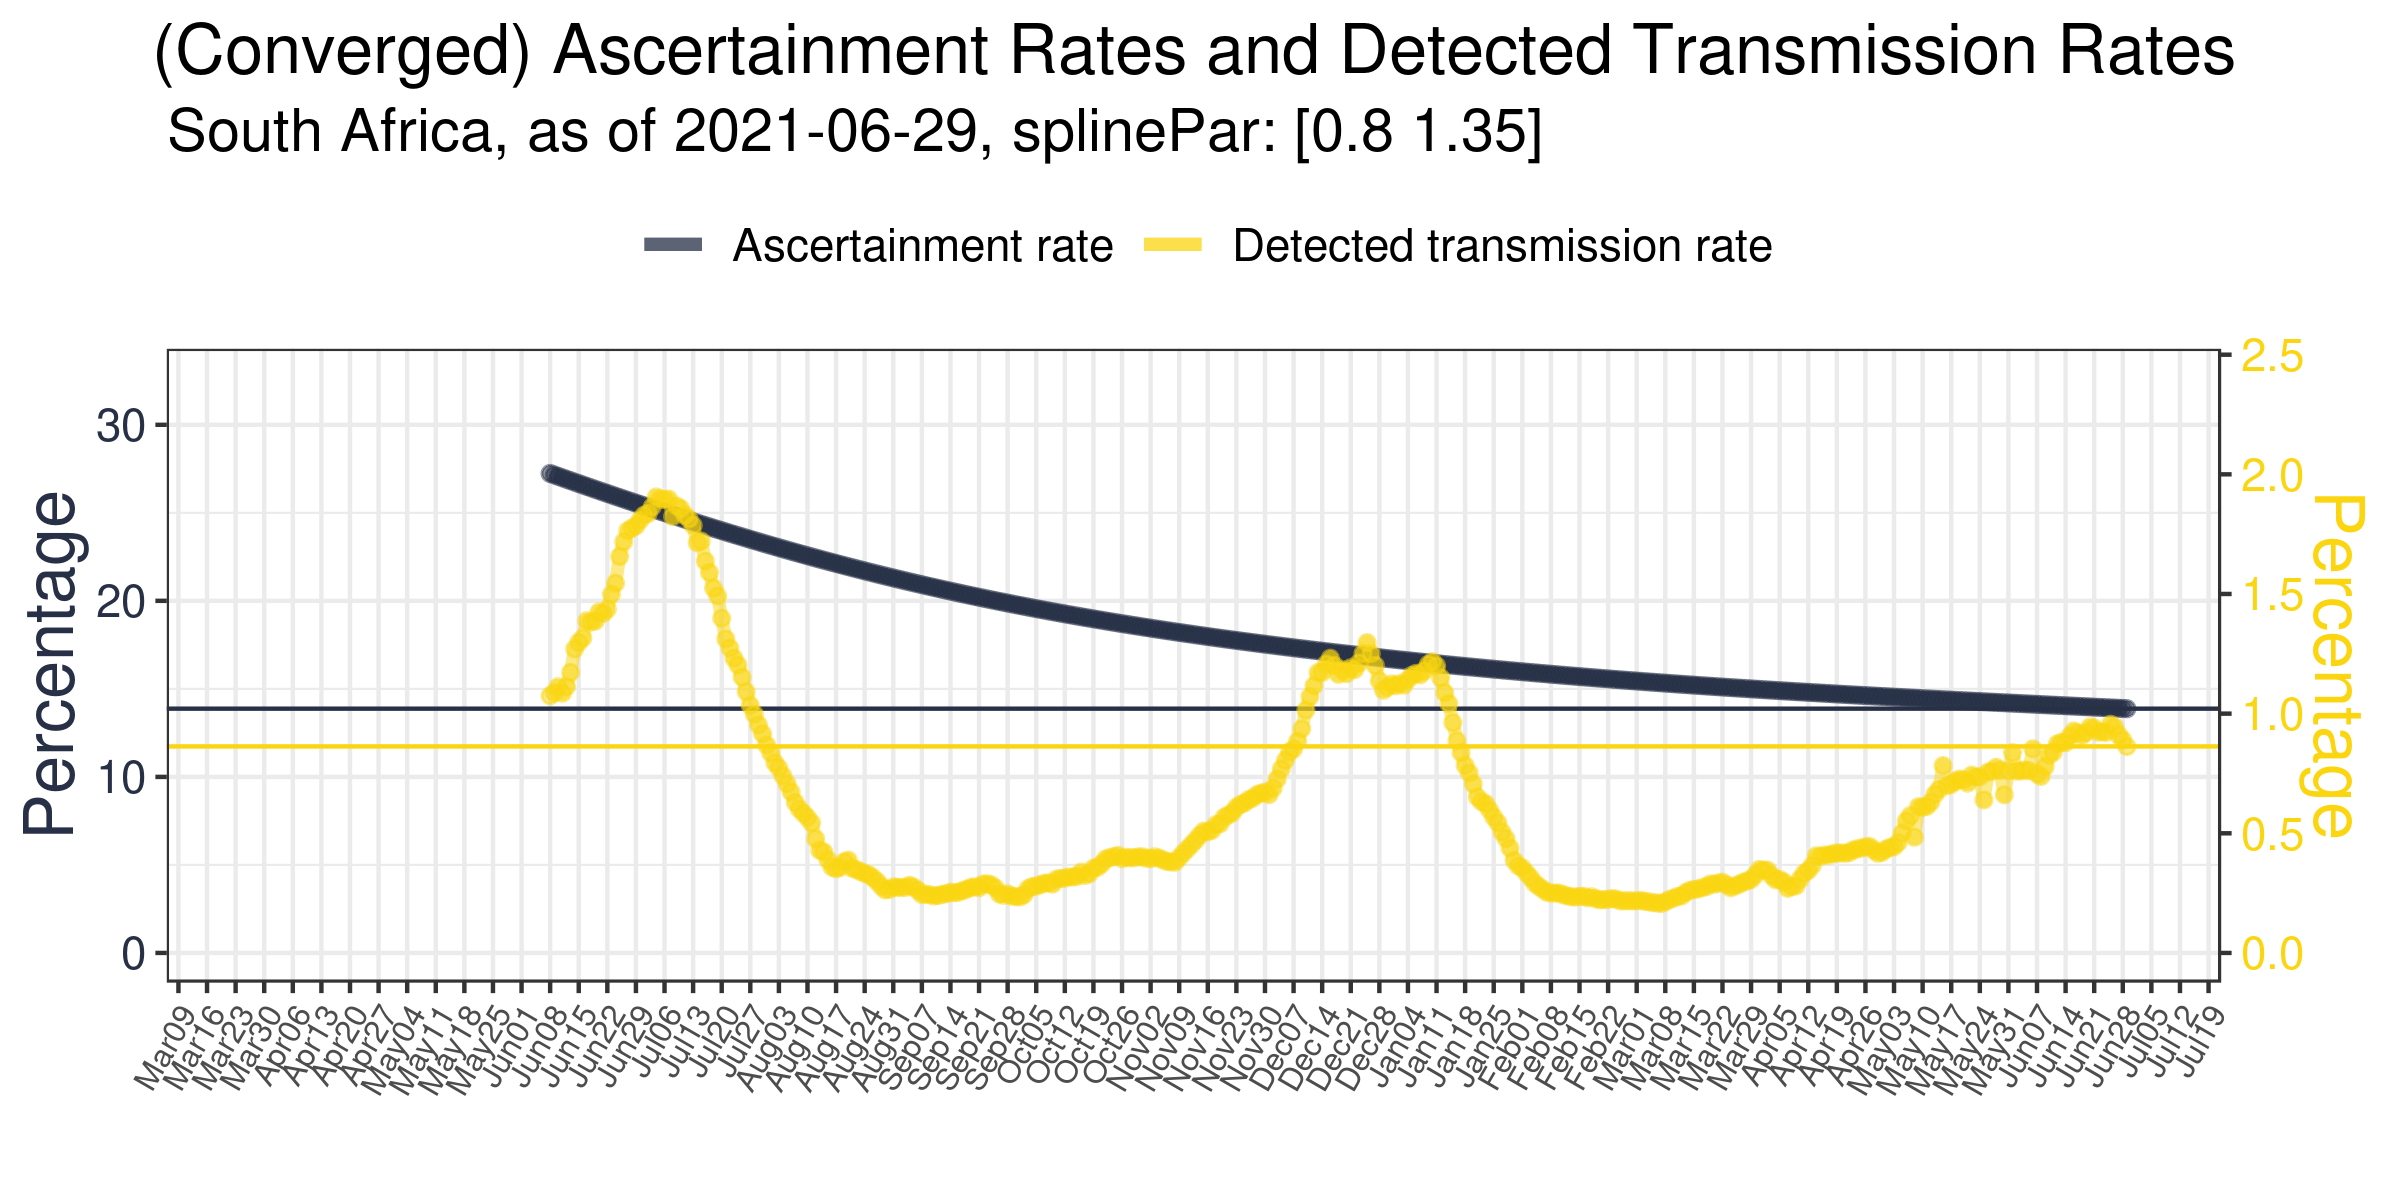 (Converged) Ascertainment Rates and Detected Transmission Rates
South Africa, as of 2021-06-29, splinePar: [0.8 1.35]
Ascertainment rate
Detected transmission rate
Percentage
30
20
10
0
2.5
2.0
1.5
1.0
0.5
0.0
Percentage
Mar09
Mar16
Mar23
Mar30
Apr06
Apr13
Apr20
Apr27
May04
May11
May18
May25
Jun01
Jun08
Jun15
Jun22
Jun29
Jul06
Jul13
Jul20
Jul27
Aug03
Aug10
Aug17
Aug24
Aug31
Sep07
Sep14
Sep21
Sep28
Oct05
Oct12
Oct19
Oct26
Nov02
Nov09
Nov16
Nov23
Nov30
Dec07
Dec14
Dec21
Dec28
Jan04
Jan11
Jan18
Jan25
Feb01
Feb08
Feb15
Feb22
Mar01
Mar08
Mar15
Mar22
Mar29
Apr05
Apr12
Apr19
Apr26
May03
May10
May17
May24
May31
Jun07
Jun14
Jun21
Jun28
Jul05
Jul12
Jul19